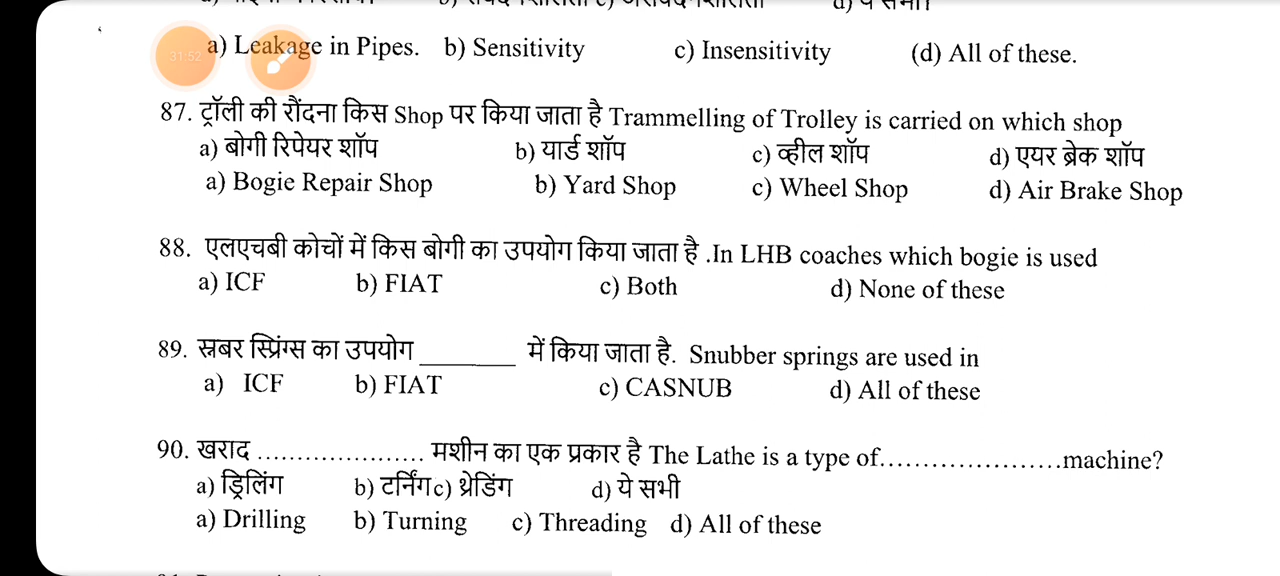 a) Leakage in Pipes. b) Sensitivity c) Insensitivity (d) All of these.
31:52
87. ट्रॉली की रौंदना किस Shop पर किया जाता है Trammelling of Trolley is carried on which shop
a) बोगी रिपेयर शॉप b) यार्ड शॉप c) व्हील शॉप d) एयर ब्रेक शॉप
a) Bogie Repair Shop b) Yard Shop c) Wheel Shop d) Air Brake Shop
88. एलएचबी कोचों में किस बोगी का उपयोग किया जाता है .In LHB coaches which bogie is used
a) ICF b) FIAT c) Both d) None of these
89. स्नबर स्प्रिंग्स का उपयोग ________ में किया जाता है. Snubber springs are used in
a) ICF b) FIAT c) CASNUB d) All of these
90. खराद ..................... मशीन का एक प्रकार है The Lathe is a type of.......................machine?
a) ड्रिलिंग b) टर्निंग c) थ्रेडिंग d) ये सभी
a) Drilling b) Turning c) Threading d) All of these